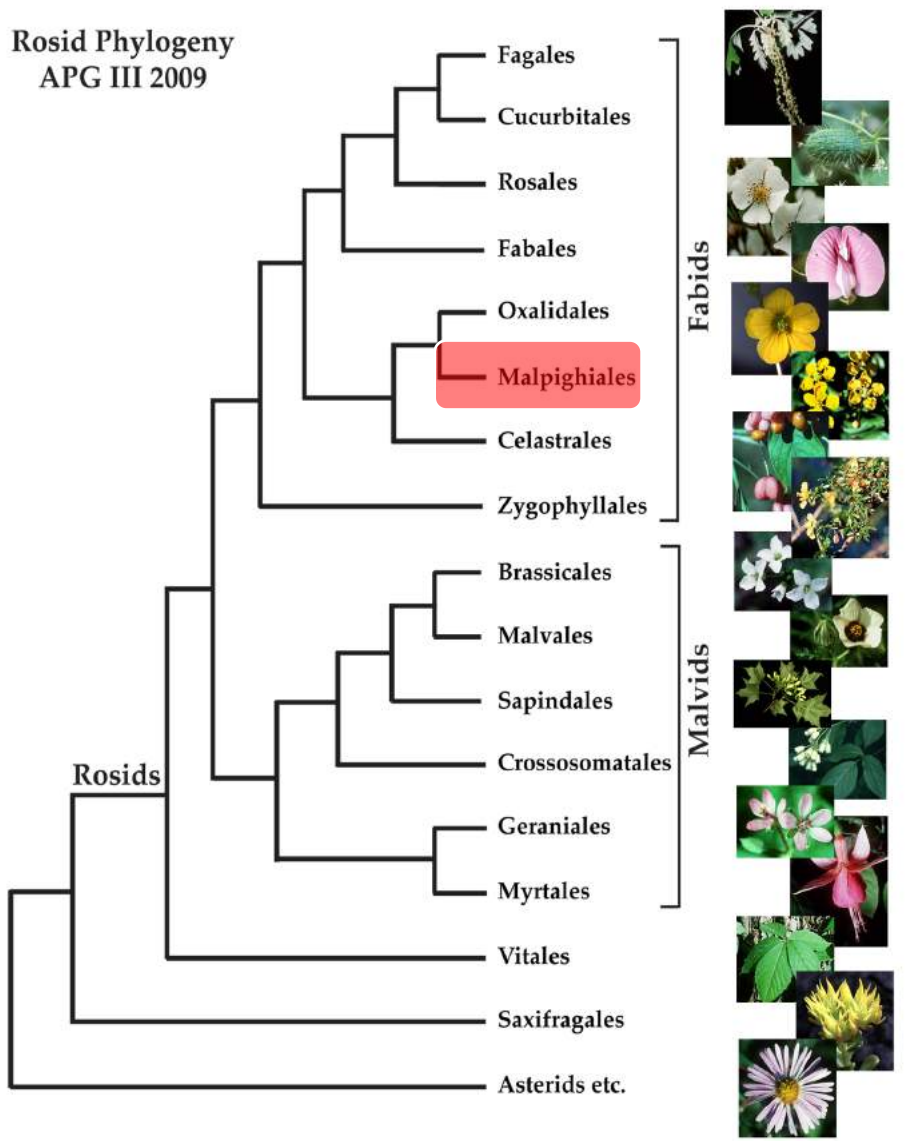 Rosid Phylogeny
APG III 2009
Fagales
Cucurbitales
Rosales
Fabales
Oxalidales
Malpighiales
Celastrales
Zygophyllales
Fabids
Brassicales
Malvales
Sapindales
Crossosomatales
Geraniales
Myrtales
Malvids
Rosids
Vitales
Saxifragales
Asterids etc.